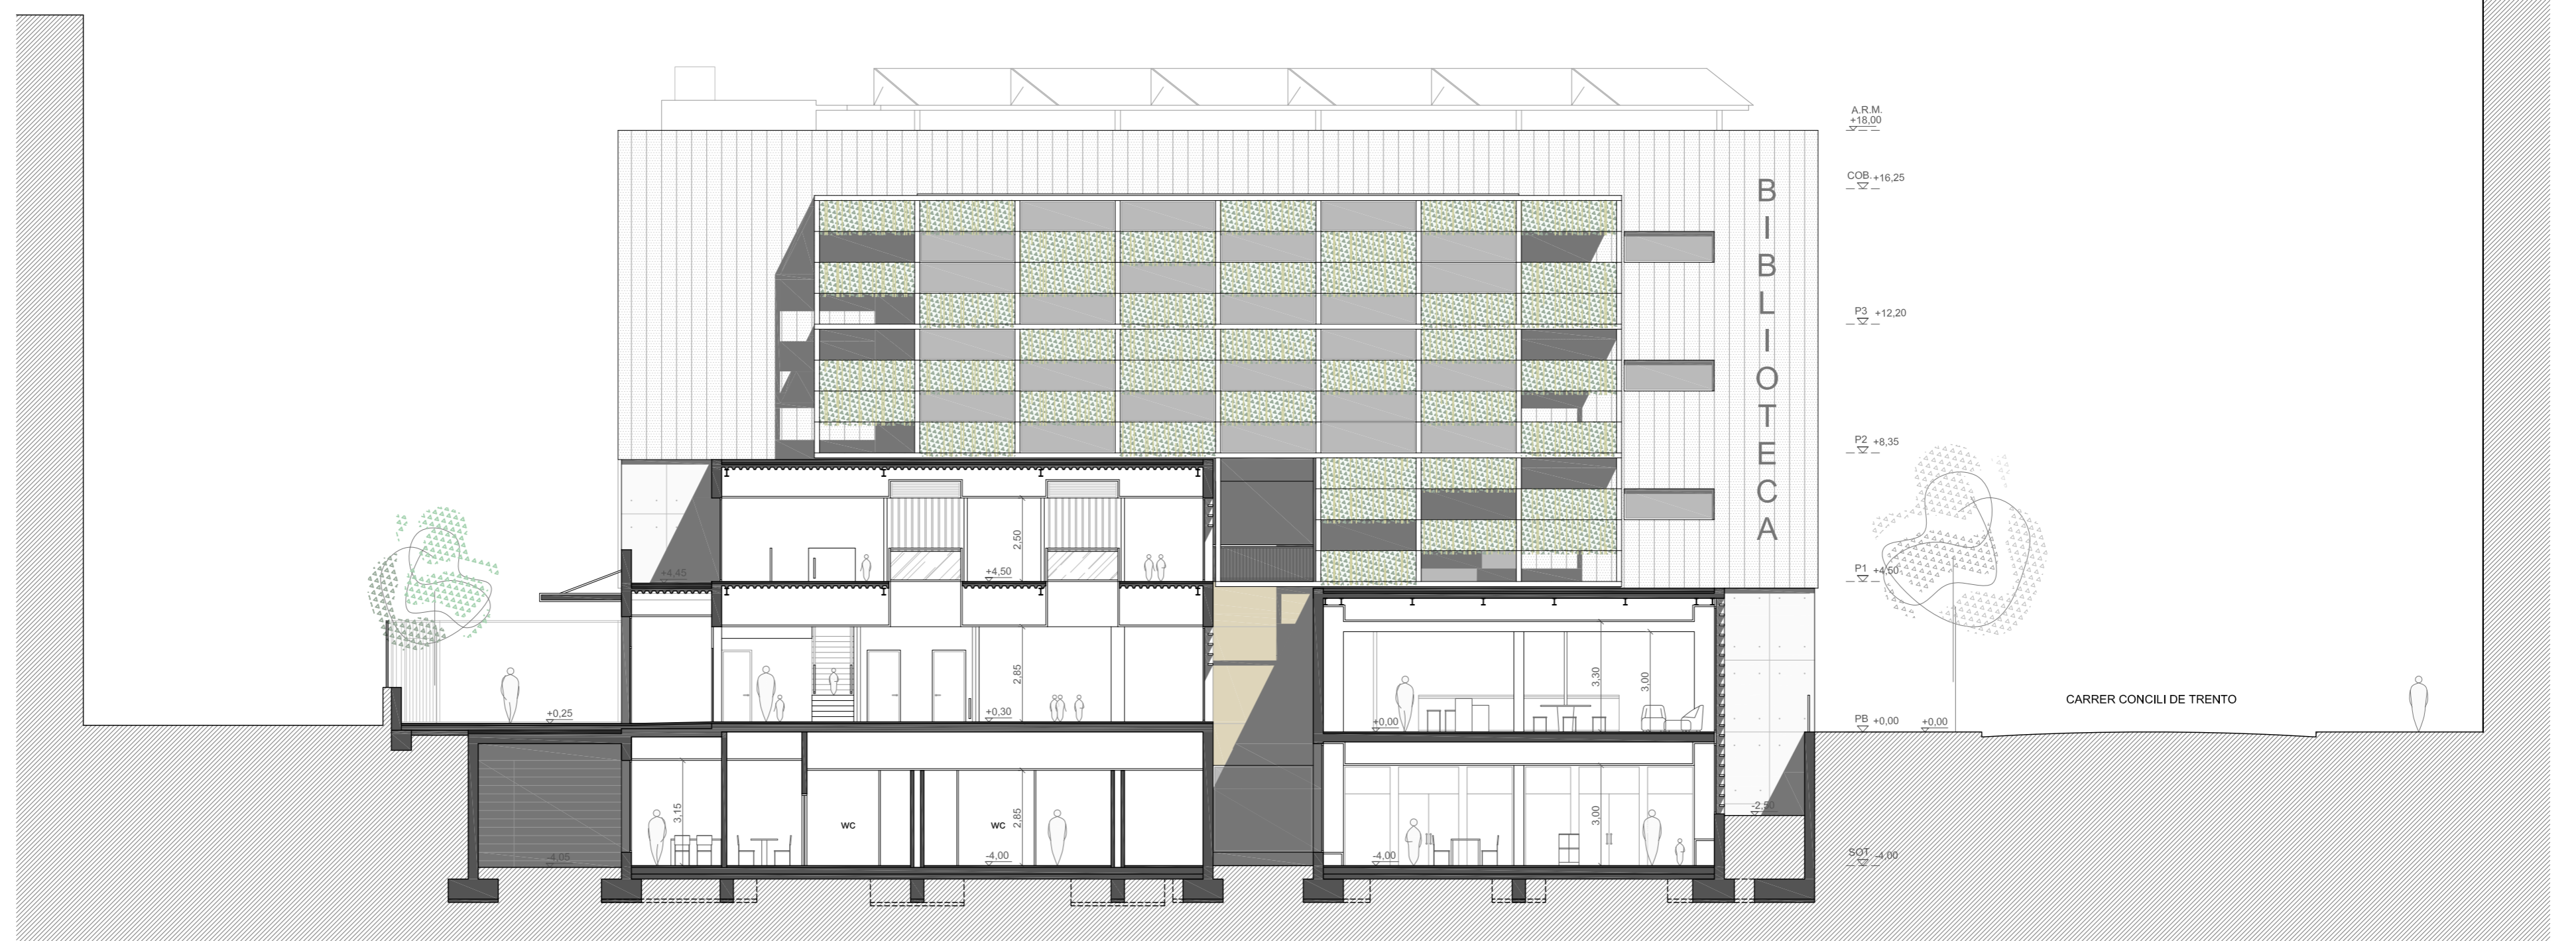 A.R.M.
+18,00
COB. +16,25
BIBLIOTECA
P3 +12,20
P2 +8,35
2,50
+4,45
+4,50
P1 +4,50
2,85
3,30
3,00
CARRER CONCILI DE TRENTO
+0,25
+0,30
+0,00
PB +0,00
+0,00
3,15
WC
WC
2,85
3,00
-2,50
-4,05
-4,00
-4,00
SOT. -4,00